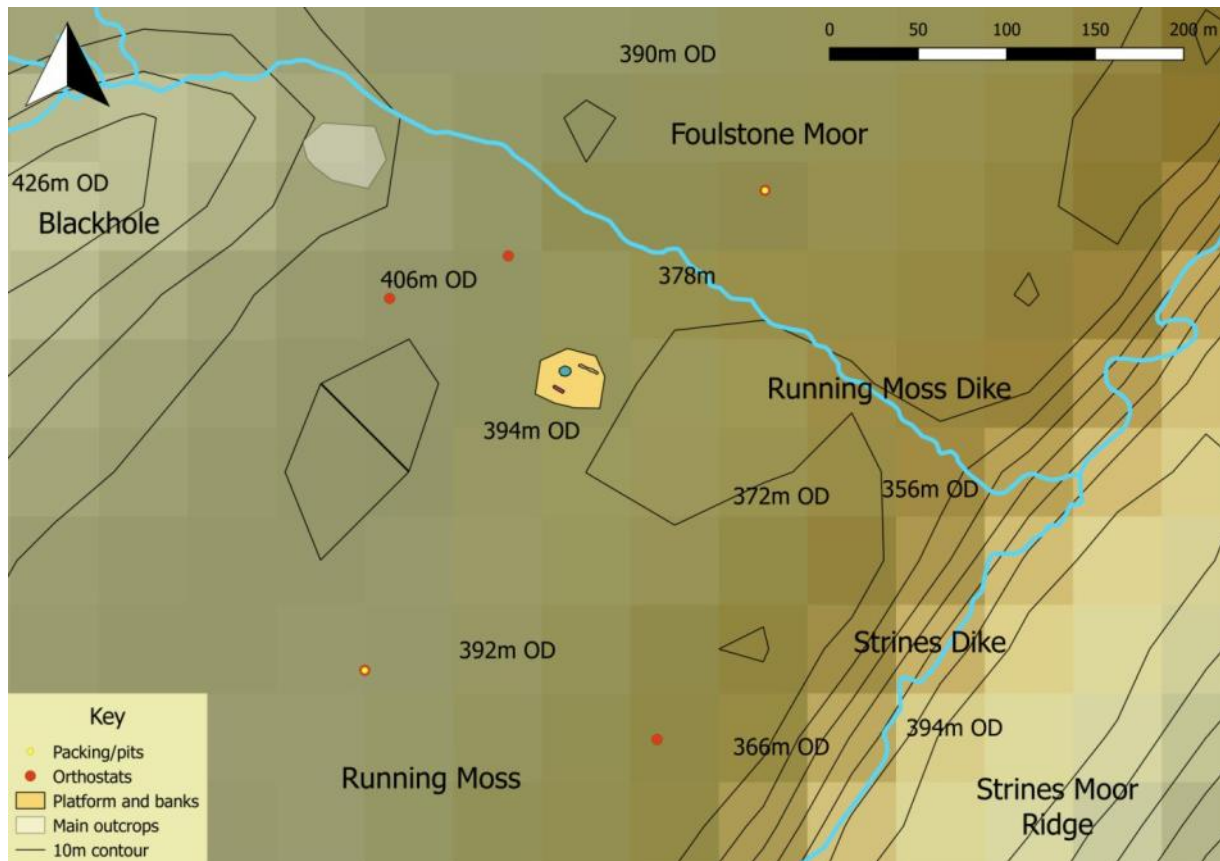 0 50 100 150 200 m
390m OD
Foulstone Moor
426m OD
Blackhole
406m OD
378m
Running Moss Dike
394m OD
372m OD
356m OD
392m OD
Strines Dike
394m OD
366m OD
Running Moss
Strines Moor
Ridge
Key
Packing/pits
Orthostats
Platform and banks
Main outcrops
10m contour